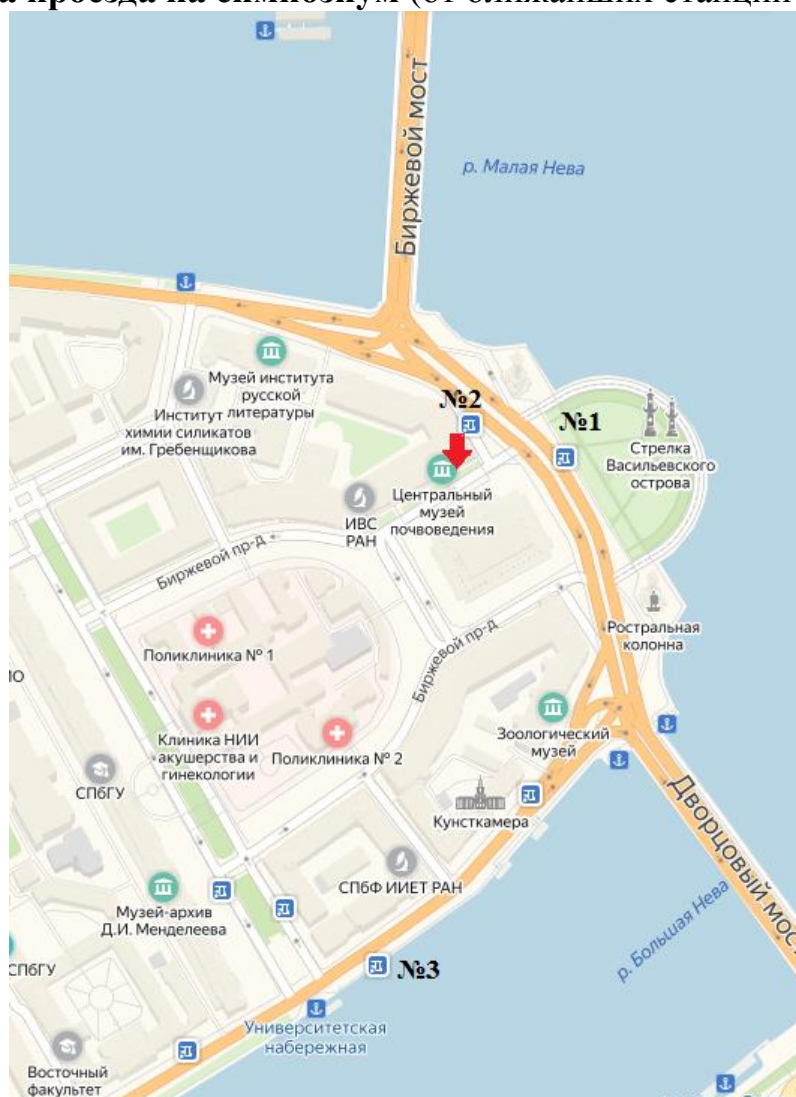 а проезда на симпозиум (от ближайших станций
Биржевой мост
р. Малая Нева
Музей института
русской
литературы
Институт
химии силикатов
им. Гребенщикова
№2
№1
Стрелка
Васильевского
острова
Центральный
музей
почвоведения
ИВС
РАН
Биржевой пр-д
Ростральная
колонна
Поликлиника № 1
Биржевой пр-д
Клиника НИИ
акушерства и
гинекологии
Поликлиника № 2
Зоологический
музей
СПбГУ
Кунсткамера
Дворцовый мост
СПбФ ИИЕТ РАН
Музей-архив
Д.И. Менделеева
р. Большая Нева
СПбГУ
№3
Университетская
набережная
Восточный
факультет